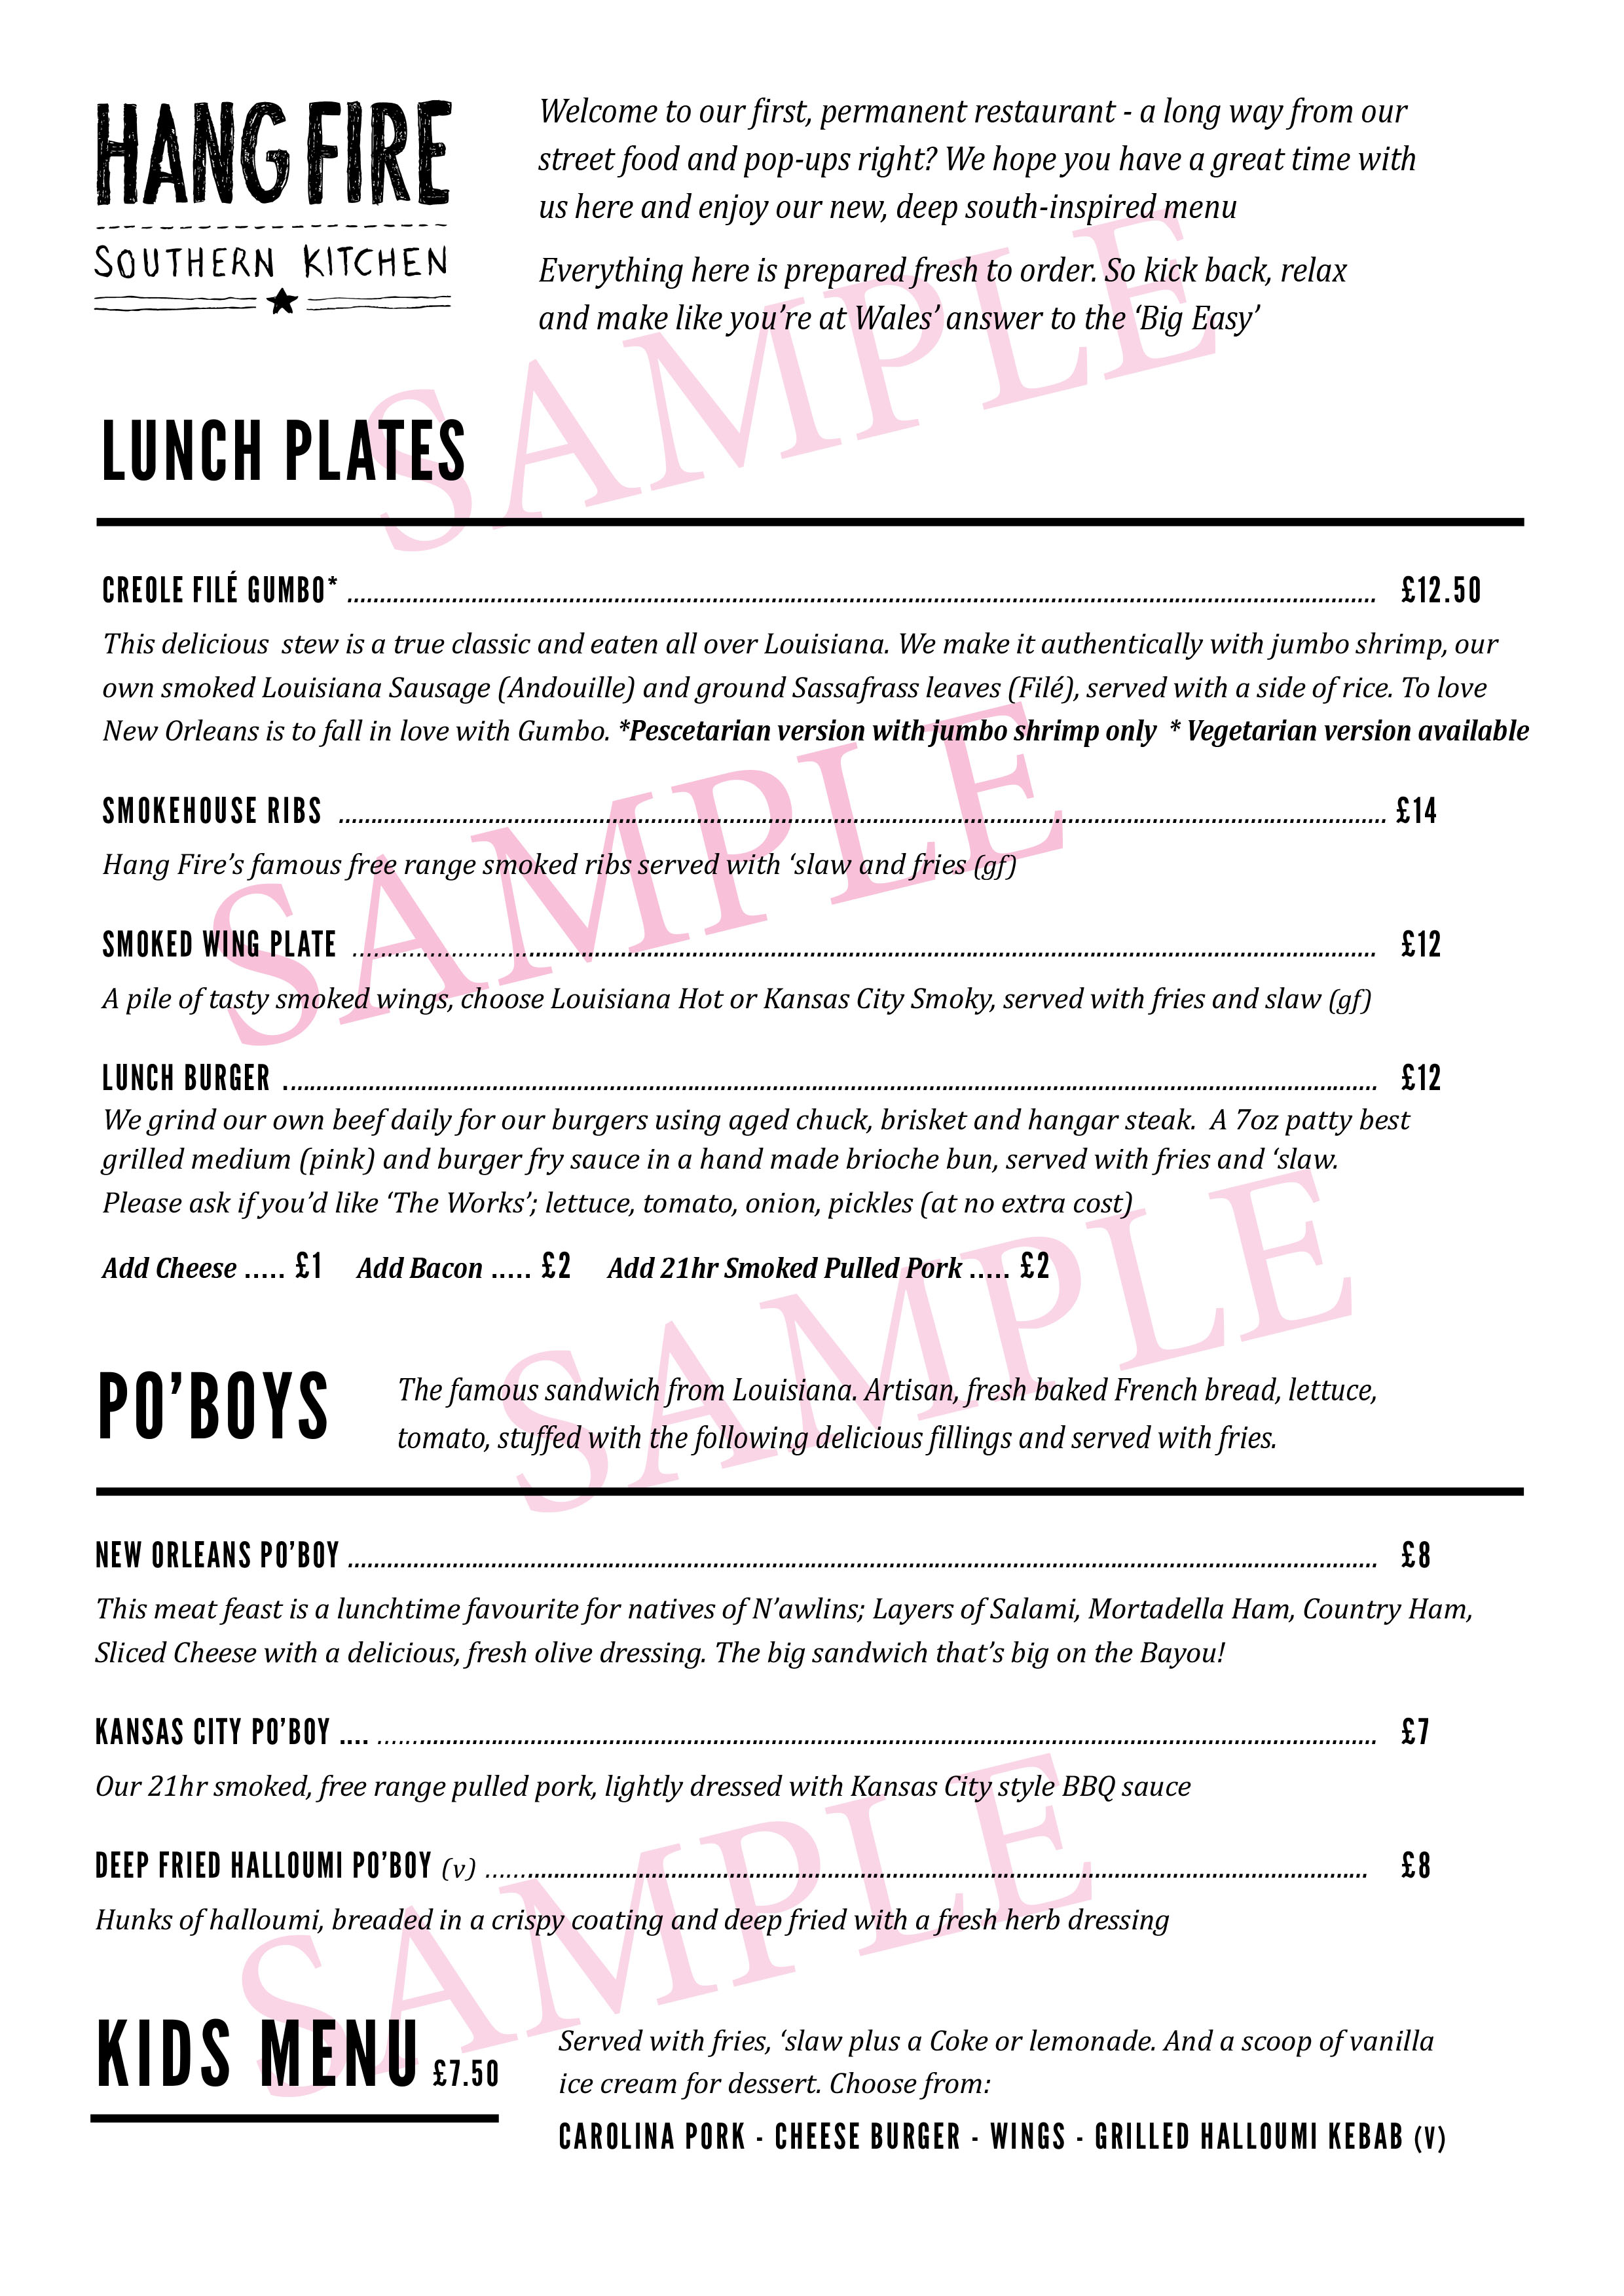 HANG FIRE
SOUTHERN KITCHEN
Welcome to our first, permanent restaurant - a long way from our
street food and pop-ups right? We hope you have a great time with
us here and enjoy our new, deep south-inspired menu
Everything here is prepared fresh to order. So kick back, relax
and make like you’re at Wales’ answer to the ‘Big Easy’
SAMPLE
LUNCH PLATES
CREOLE FILÉ GUMBO* ........ £12.50
This delicious stew is a true classic and eaten all over Louisiana. We make it authentically with jumbo shrimp, our
own smoked Louisiana Sausage (Andouille) and ground Sassafrass leaves (Filé), served with a side of rice. To love
New Orleans is to fall in love with Gumbo. *Pescetarian version with jumbo shrimp only * Vegetarian version available
SMOKEHOUSE RIBS ........ £14
Hang Fire’s famous free range smoked ribs served with ‘slaw and fries (gf)
SAMPLE
SMOKED WING PLATE ........ £12
A pile of tasty smoked wings, choose Louisiana Hot or Kansas City Smoky, served with fries and slaw (gf)
LUNCH BURGER ........ £12
We grind our own beef daily for our burgers using aged chuck, brisket and hangar steak. A 7oz patty best
grilled medium (pink) and burger fry sauce in a hand made brioche bun, served with fries and ‘slaw.
Please ask if you’d like ‘The Works’; lettuce, tomato, onion, pickles (at no extra cost)
Add Cheese ..... £1 Add Bacon ..... £2 Add 21hr Smoked Pulled Pork ..... £2
SAMPLE
PO’BOYS
The famous sandwich from Louisiana. Artisan, fresh baked French bread, lettuce,
tomato, stuffed with the following delicious fillings and served with fries.
NEW ORLEANS PO’BOY ........ £8
This meat feast is a lunchtime favourite for natives of N’awlins; Layers of Salami, Mortadella Ham, Country Ham,
Sliced Cheese with a delicious, fresh olive dressing. The big sandwich that’s big on the Bayou!
KANSAS CITY PO’BOY ........ £7
Our 21hr smoked, free range pulled pork, lightly dressed with Kansas City style BBQ sauce
DEEP FRIED HALLOUMI PO’BOY (v) ........ £8
Hunks of halloumi, breaded in a crispy coating and deep fried with a fresh herb dressing
SAMPLE
KIDS MENU £7.50
Served with fries, ‘slaw plus a Coke or lemonade. And a scoop of vanilla
ice cream for dessert. Choose from:
CAROLINA PORK - CHEESE BURGER - WINGS - GRILLED HALLOUMI KEBAB (V)